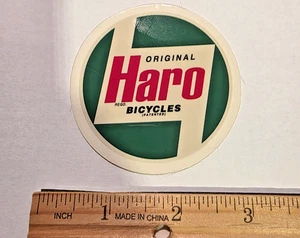 ORIGINAL
Haro
REGD
BICYCLES
(PATENTED)
INCH 1 MADE IN CHINA 2 3